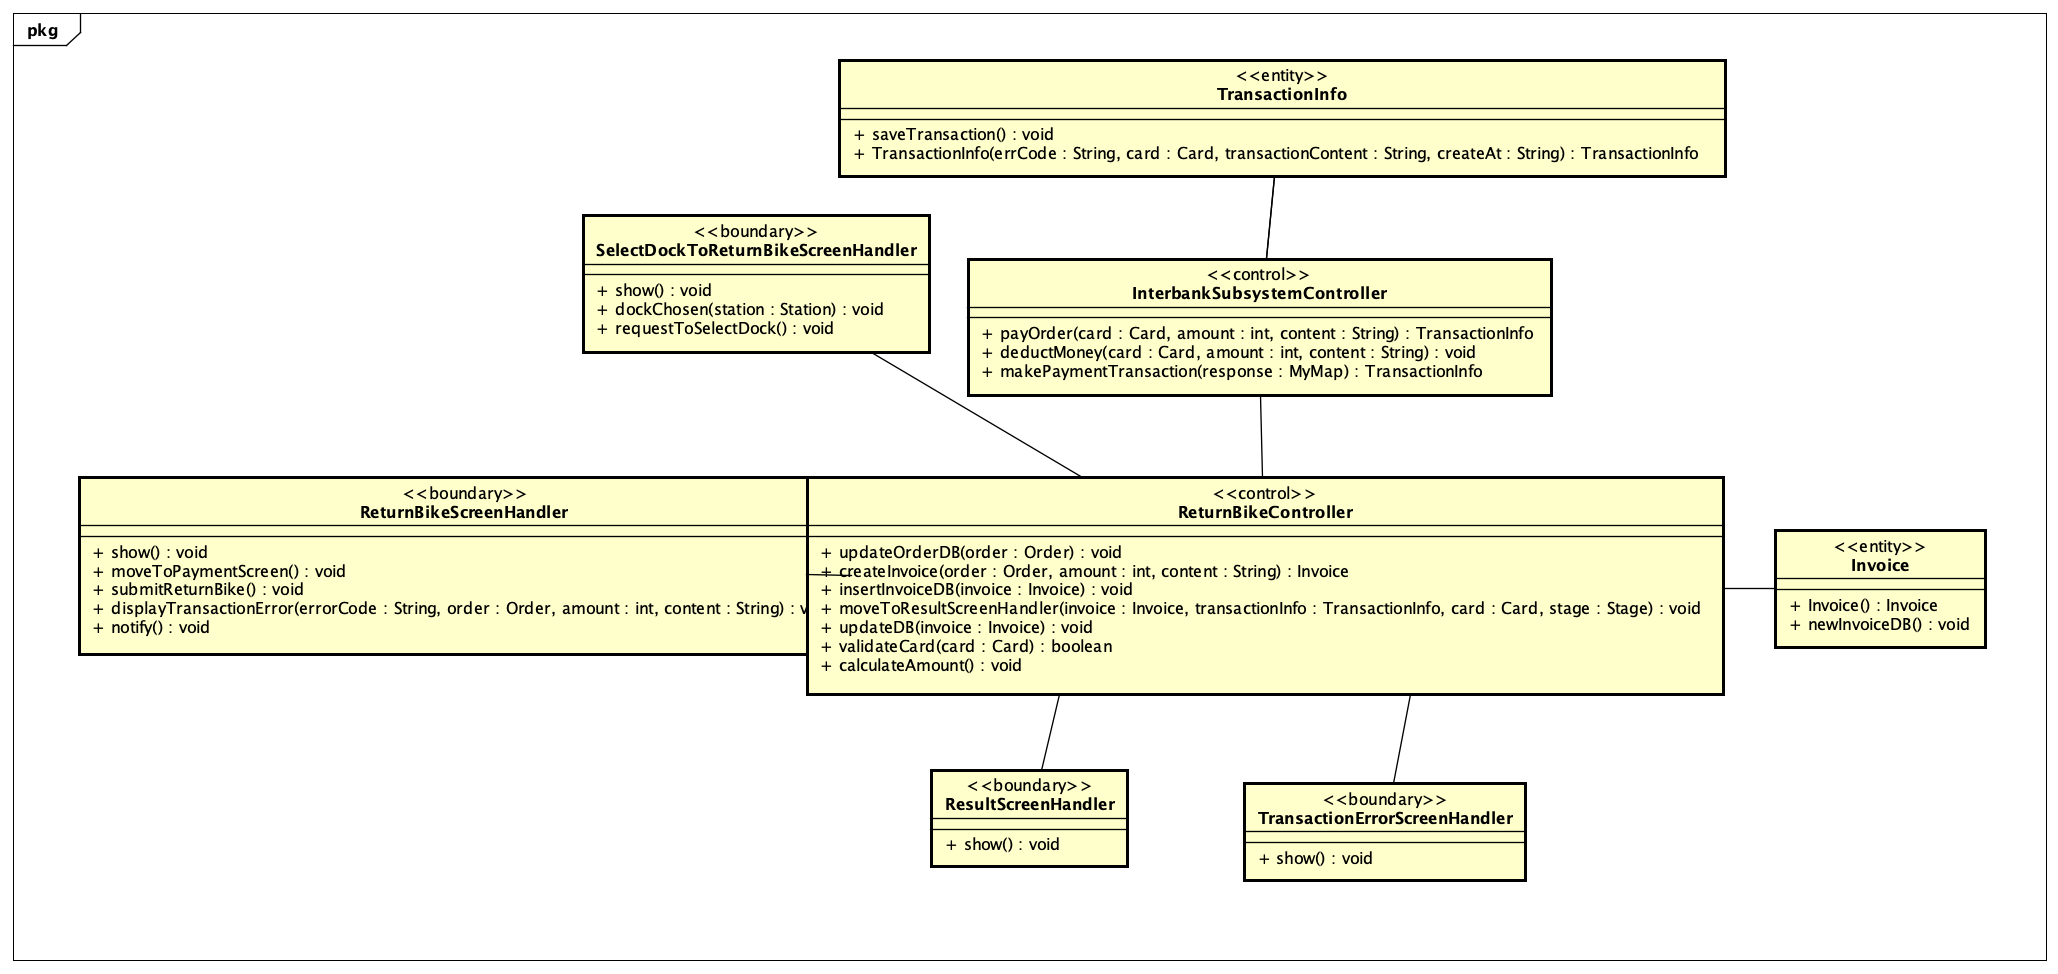 pkg
<<entity>>
TransactionInfo
+ saveTransaction() : void
+ TransactionInfo(errCode : String, card : Card, transactionContent : String, createAt : String) : TransactionInfo
<<boundary>>
SelectDockToReturnBikeScreenHandler
+ show() : void
+ dockChosen(station : Station) : void
+ requestToSelectDock() : void
<<control>>
InterbankSubsystemController
+ payOrder(card : Card, amount : int, content : String) : TransactionInfo
+ deductMoney(card : Card, amount : int, content : String) : void
+ makePaymentTransaction(response : MyMap) : TransactionInfo
<<boundary>>
ReturnBikeScreenHandler
+ show() : void
+ moveToPaymentScreen() : void
+ submitReturnBike() : void
+ displayTransactionError(errorCode : String, order : Order, amount : int, content : String) :
+ notify() : void
<<control>>
ReturnBikeController
+ updateOrderDB(order : Order) : void
+ createInvoice(order : Order, amount : int, content : String) : Invoice
+ insertInvoiceDB(invoice : Invoice) : void
+ moveToResultScreenHandler(invoice : Invoice, transactionInfo : TransactionInfo, card : Card, stage : Stage) : void
+ updateDB(invoice : Invoice) : void
+ validateCard(card : Card) : boolean
+ calculateAmount() : void
<<entity>>
Invoice
+ Invoice() : Invoice
+ newInvoiceDB() : void
<<boundary>>
ResultScreenHandler
+ show() : void
<<boundary>>
TransactionErrorScreenHandler
+ show() : void